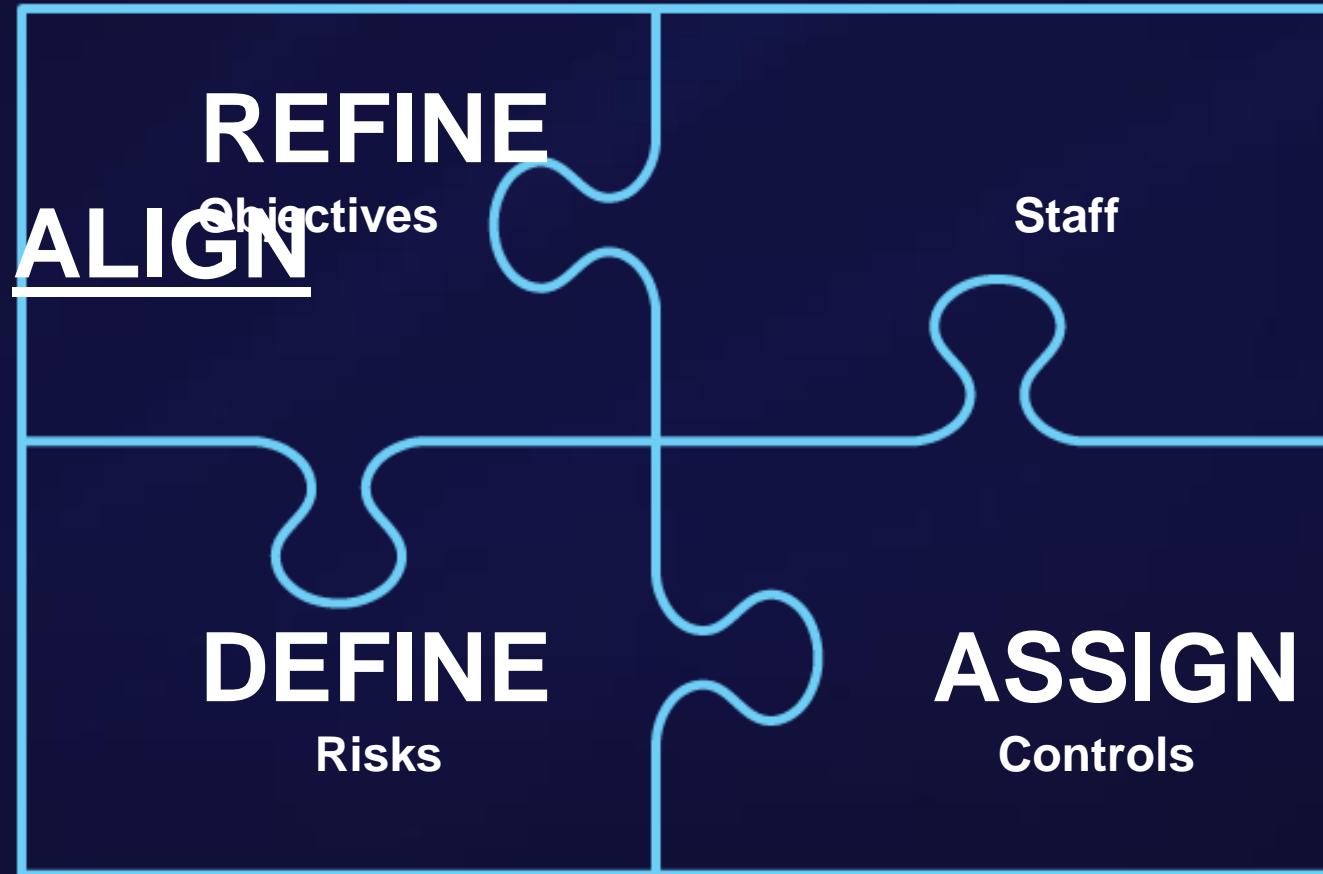 REFINE
Objectives
ALIGN
Staff
DEFINE
Risks
ASSIGN
Controls